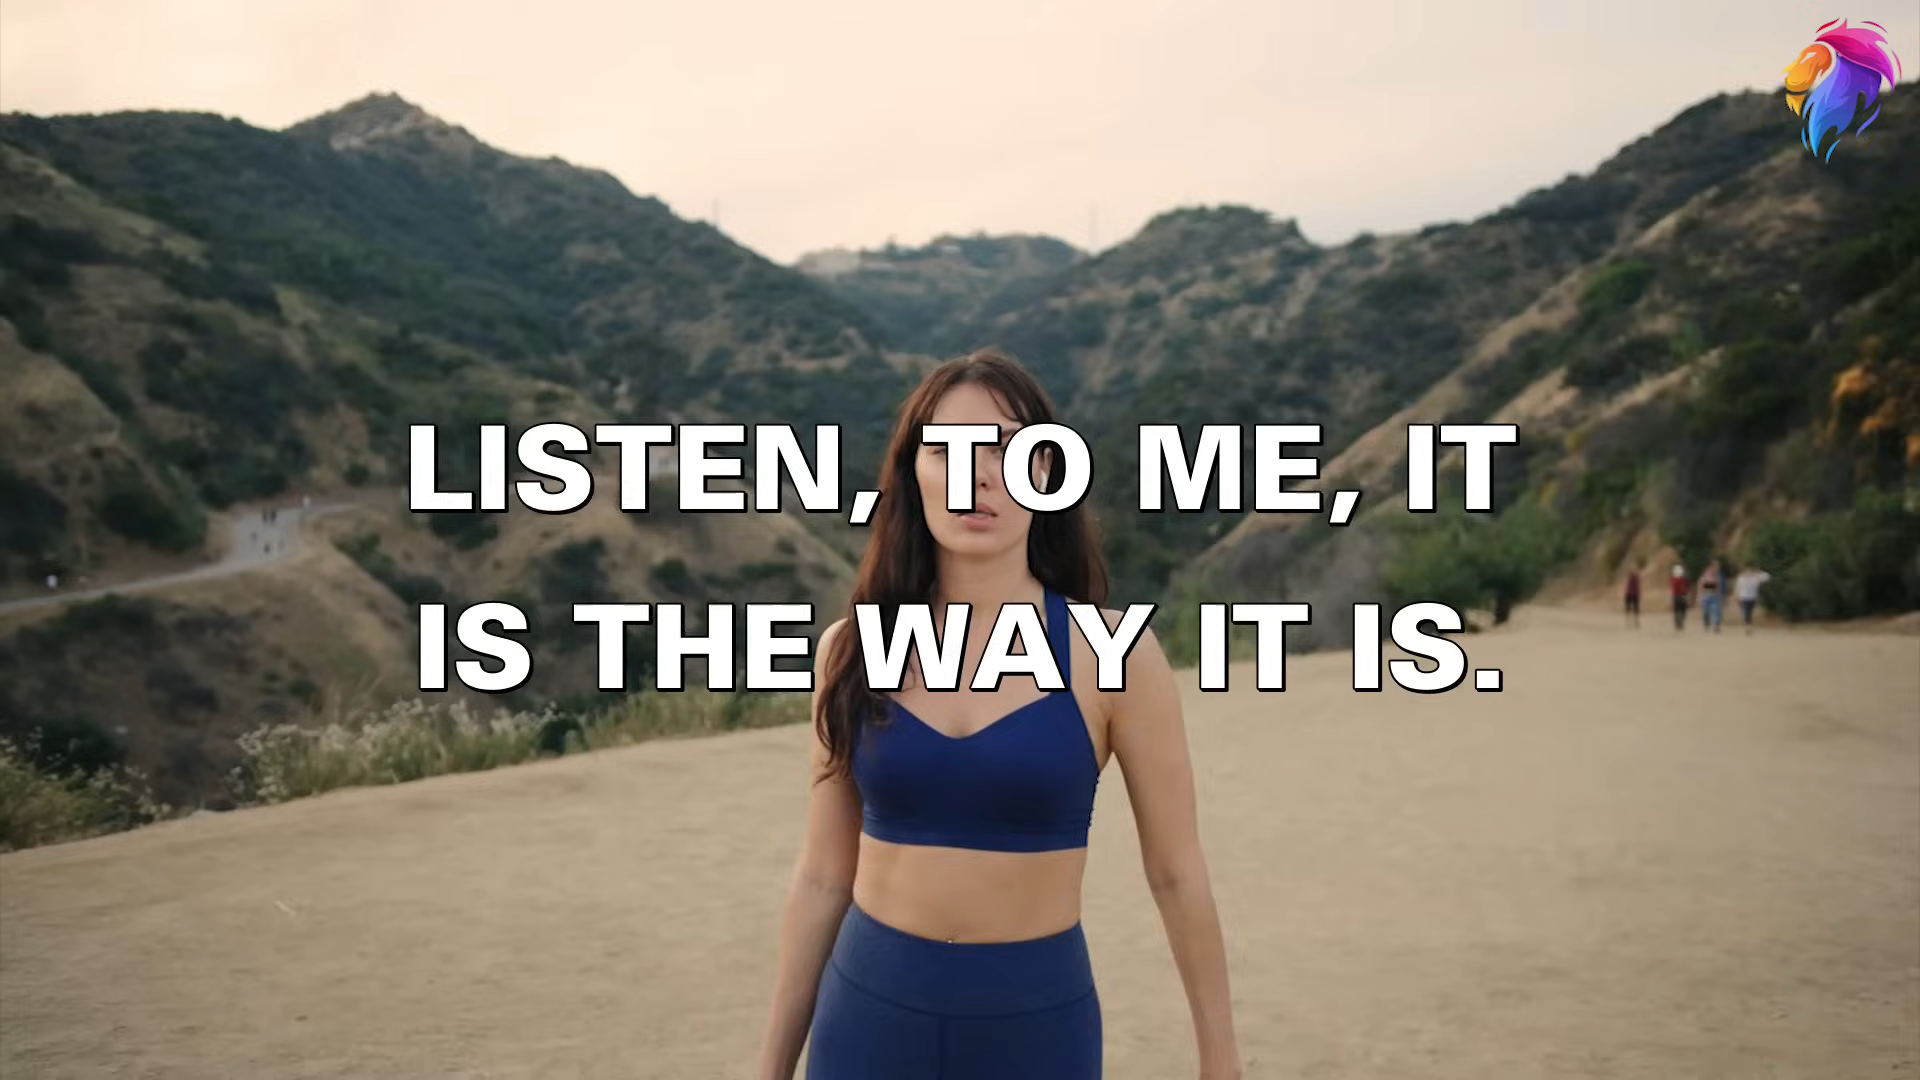 LISTEN, TO ME, IT
IS THE WAY IT IS.